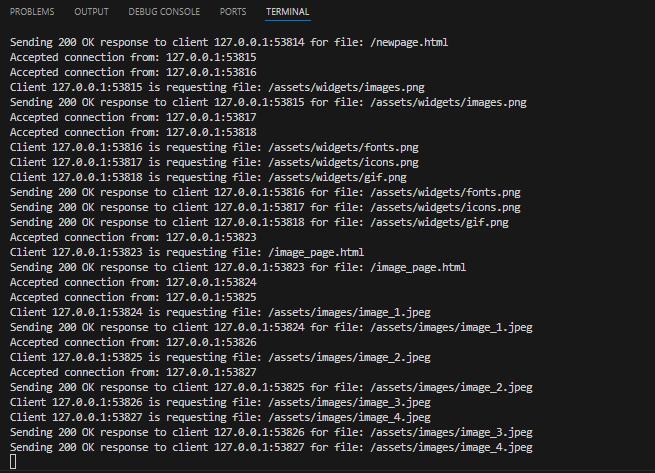 PROBLEMS OUTPUT DEBUG CONSOLE PORTS TERMINAL
Sending 200 OK response to client 127.0.0.1:53814 for file: /newpage.html
Accepted connection from: 127.0.0.1:53815
Accepted connection from: 127.0.0.1:53816
Client 127.0.0.1:53815 is requesting file: /assets/widgets/images.png
Sending 200 OK response to client 127.0.0.1:53815 for file: /assets/widgets/images.png
Accepted connection from: 127.0.0.1:53817
Accepted connection from: 127.0.0.1:53818
Client 127.0.0.1:53816 is requesting file: /assets/widgets/fonts.png
Client 127.0.0.1:53817 is requesting file: /assets/widgets/icons.png
Client 127.0.0.1:53818 is requesting file: /assets/widgets/gif.png
Sending 200 OK response to client 127.0.0.1:53816 for file: /assets/widgets/fonts.png
Sending 200 OK response to client 127.0.0.1:53817 for file: /assets/widgets/icons.png
Sending 200 OK response to client 127.0.0.1:53818 for file: /assets/widgets/gif.png
Accepted connection from: 127.0.0.1:53823
Client 127.0.0.1:53823 is requesting file: /image_page.html
Sending 200 OK response to client 127.0.0.1:53823 for file: /image_page.html
Accepted connection from: 127.0.0.1:53824
Accepted connection from: 127.0.0.1:53825
Client 127.0.0.1:53824 is requesting file: /assets/images/image_1.jpeg
Sending 200 OK response to client 127.0.0.1:53824 for file: /assets/images/image_1.jpeg
Accepted connection from: 127.0.0.1:53826
Client 127.0.0.1:53825 is requesting file: /assets/images/image_2.jpeg
Accepted connection from: 127.0.0.1:53827
Sending 200 OK response to client 127.0.0.1:53825 for file: /assets/images/image_2.jpeg
Client 127.0.0.1:53826 is requesting file: /assets/images/image_3.jpeg
Client 127.0.0.1:53827 is requesting file: /assets/images/image_4.jpeg
Sending 200 OK response to client 127.0.0.1:53826 for file: /assets/images/image_3.jpeg
Sending 200 OK response to client 127.0.0.1:53827 for file: /assets/images/image_4.jpeg